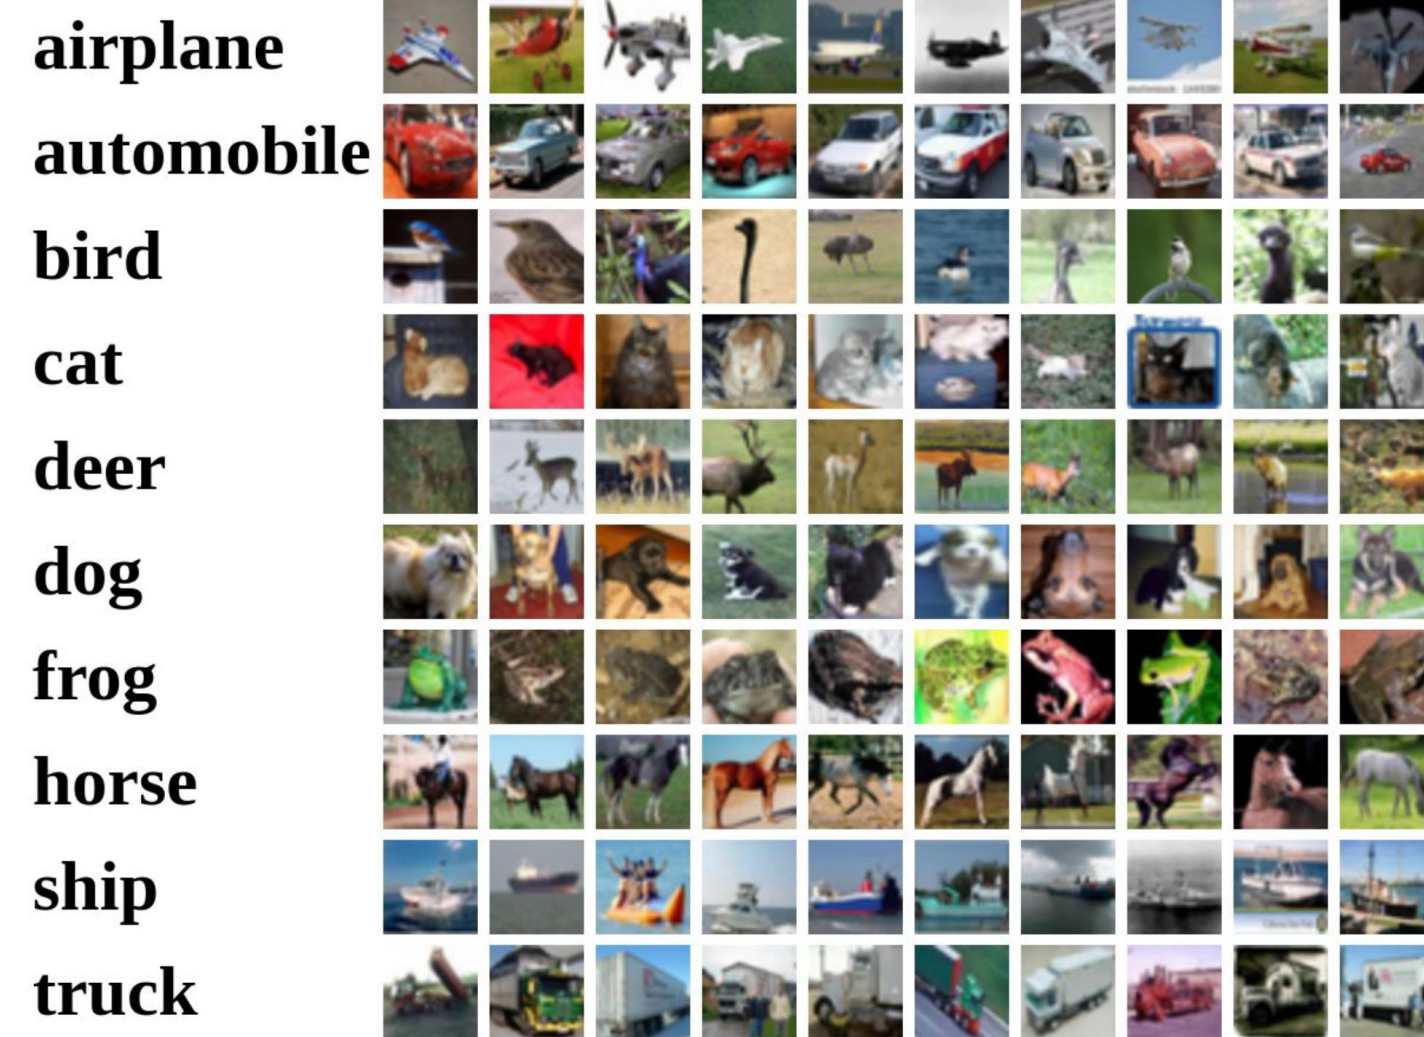 airplane
automobile
bird
cat
deer
dog
frog
horse
ship
truck